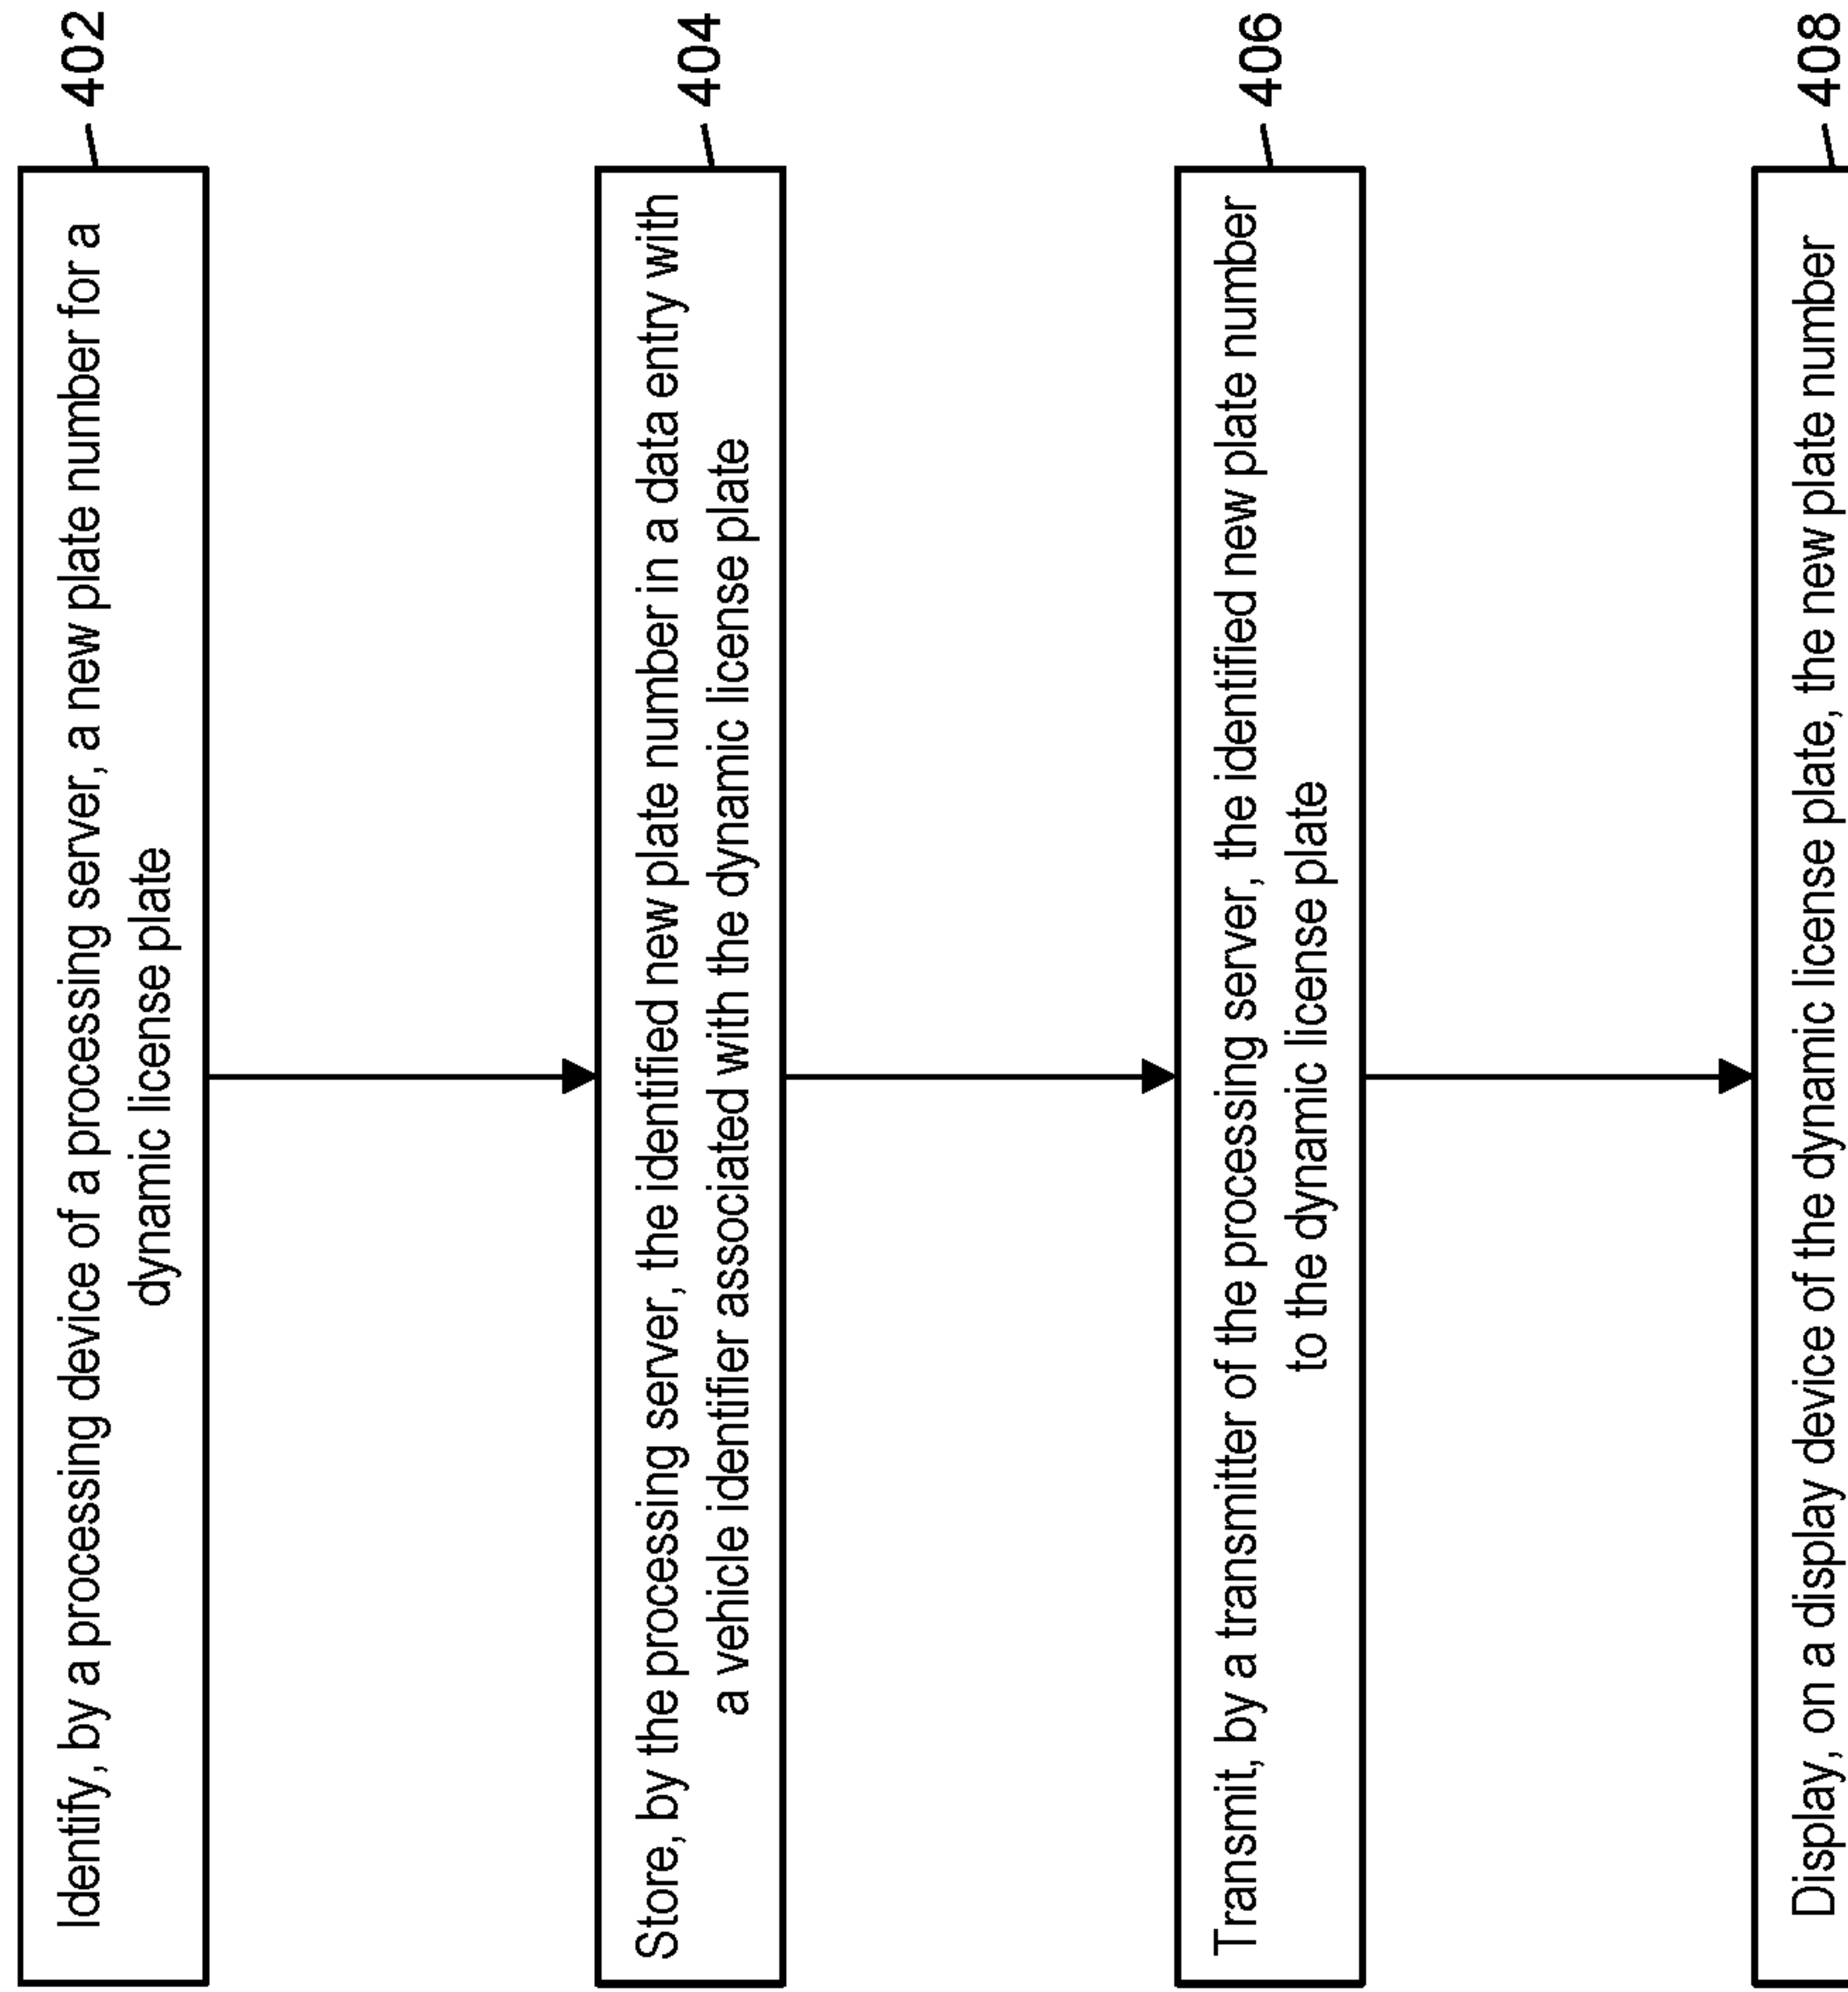 402
Identify, by a processing device of a processing server, a new plate number for a
dynamic license plate
404
Store, by the processing server, the identified new plate number in a data entry with
a vehicle identifier associated with the dynamic license plate
406
Transmit, by a transmitter of the processing server, the identified new plate number
to the dynamic license plate
408
Display, on a display device of the dynamic license plate, the new plate number